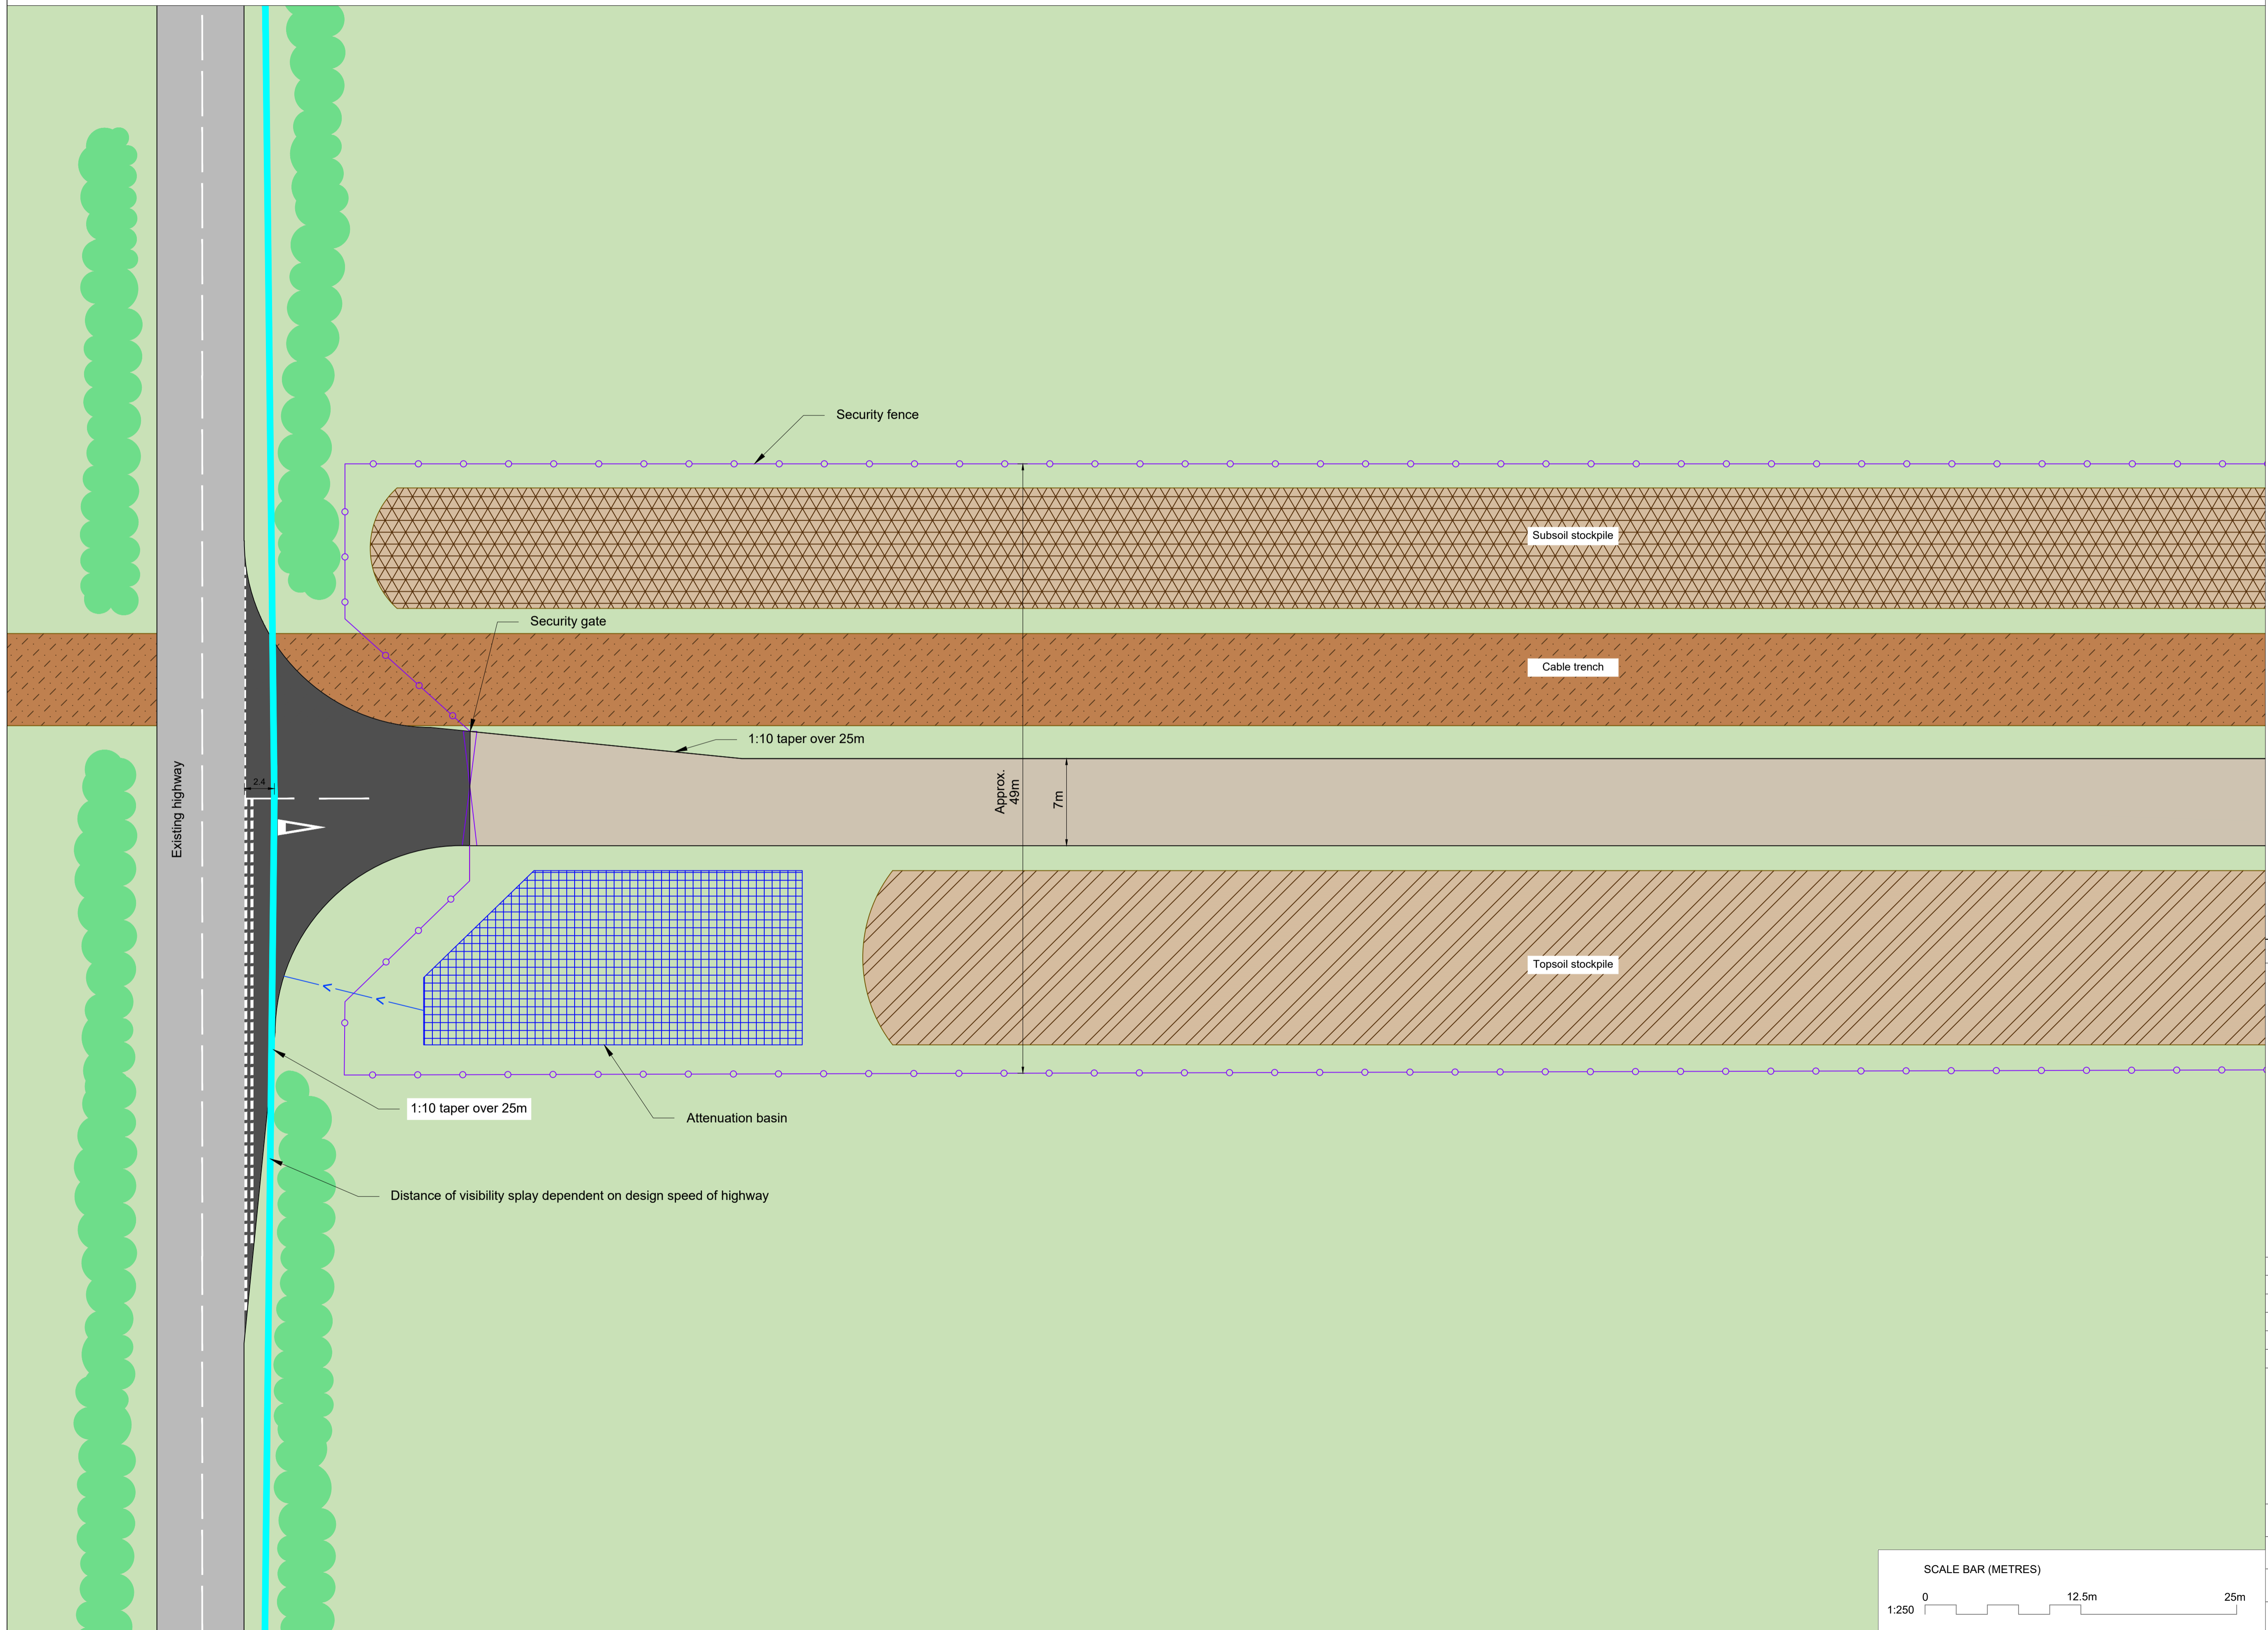 Security fence
Subsoil stockpile
Security gate
Cable trench
1:10 taper over 25m
Existing highway
2.4
Approx.
49m
7m
Topsoil stockpile
1:10 taper over 25m
Attenuation basin
Distance of visibility splay dependent on design speed of highway
SCALE BAR (METRES)
0
12.5m
25m
1:250